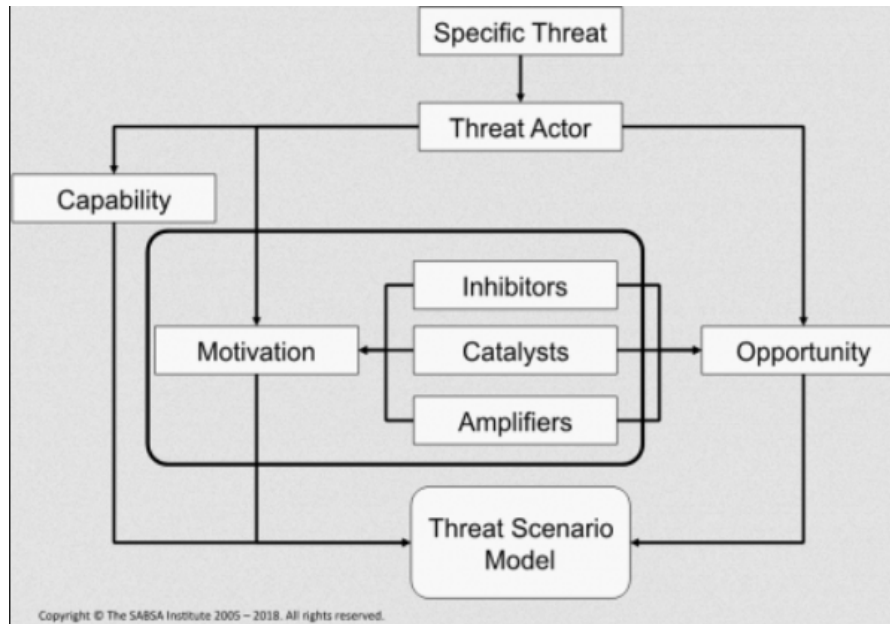 Specific Threat
Threat Actor
Capability
Inhibitors
Motivation
Catalysts
Opportunity
Amplifiers
Threat Scenario
Model
Copyright © The SABSA Institute 2005 – 2018. All rights reserved.